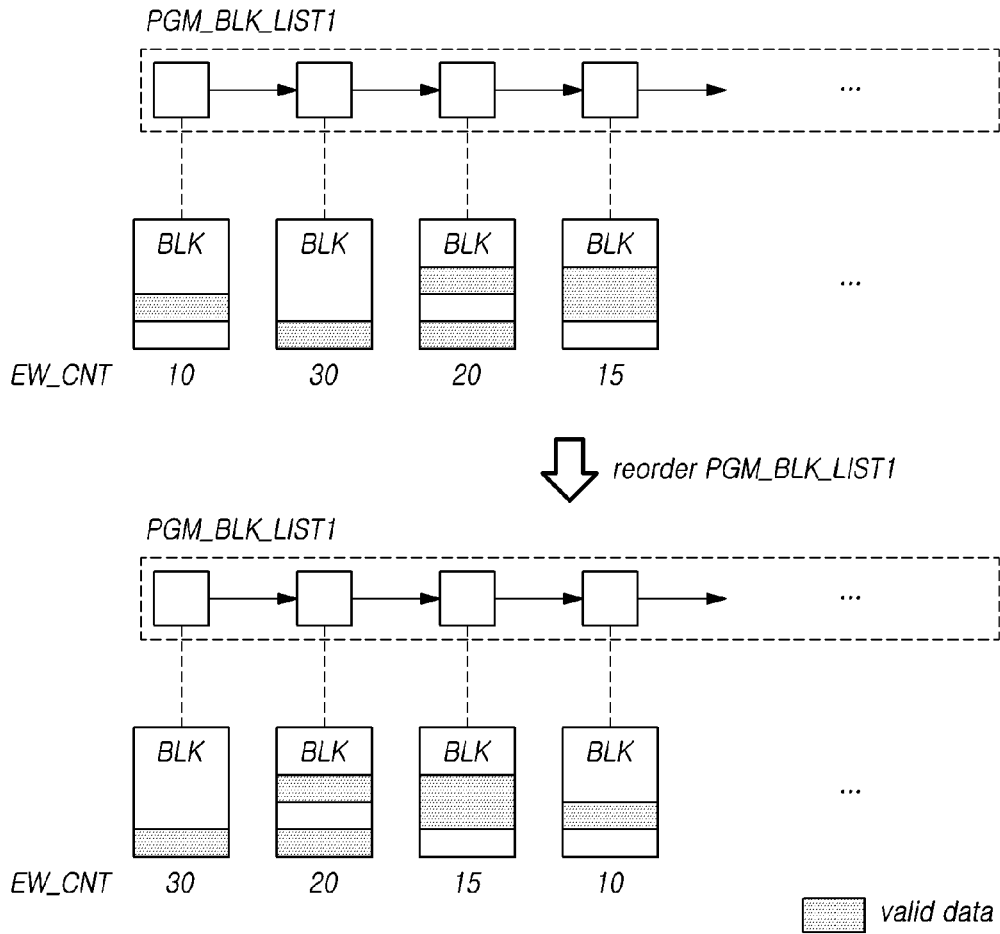 PGM_BLK_LIST1
...
BLK BLK BLK BLK ...
EW_CNT 10 30 20 15
reorder PGM_BLK_LIST1
PGM_BLK_LIST1
...
BLK BLK BLK BLK ...
EW_CNT 30 20 15 10
valid data